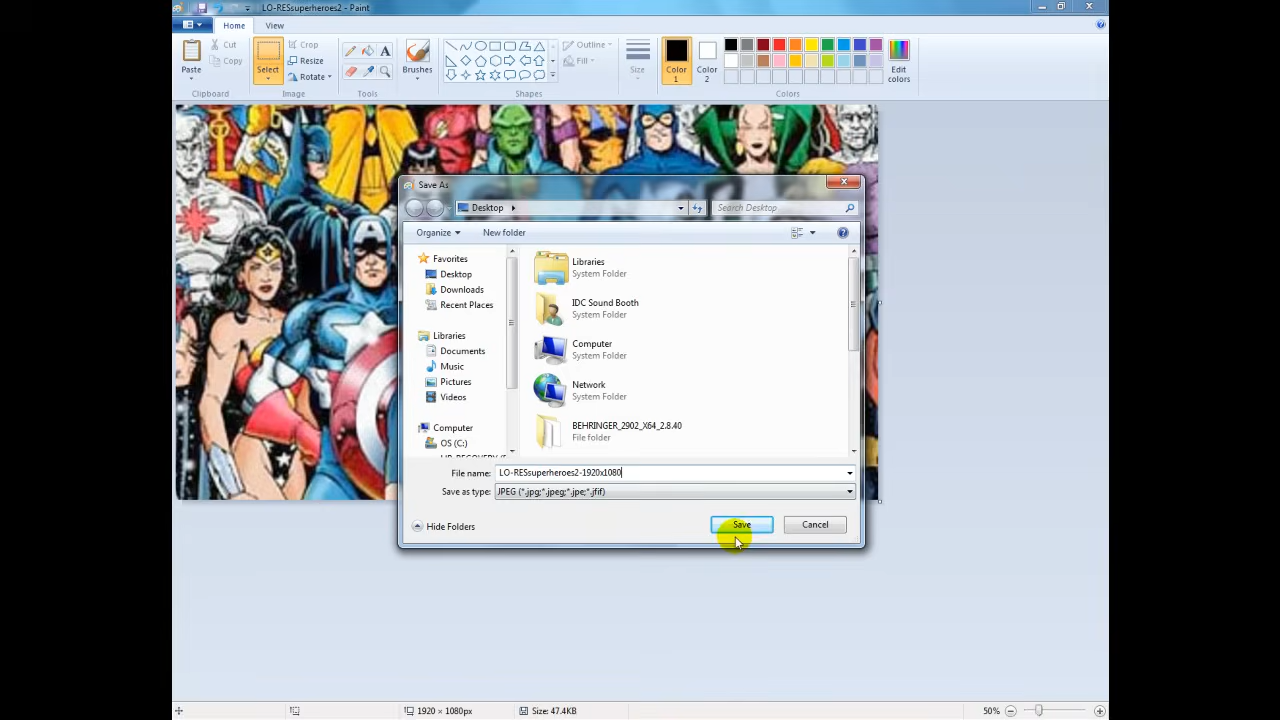 LO-RESsuperheroes2 - Paint
Home View
Paste
Cut
Copy
Clipboard
Select
Crop
Resize
Rotate
Image
Tools
Brushes
Outline
Fill
Shapes
Size
Color 1
Color 2
Edit colors
Colors
Save As
Desktop
Search Desktop
Organize New folder
Favorites
Desktop
Downloads
Recent Places
Libraries
Documents
Music
Pictures
Videos
Computer
OS (C:)
Libraries
System Folder
IDC Sound Booth
System Folder
Computer
System Folder
Network
System Folder
BEHRINGER_2902_X64_2.8.40
File folder
File name: LO-RESsuperheroes2-1920x1080
Save as type: JPEG (*.jpg;*.jpeg;*.jpe;*.jfif)
Hide Folders Save Cancel
1920 × 1080px Size: 47.4KB 50%